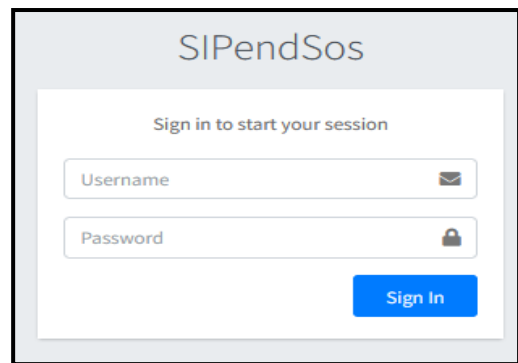 SIPendSos
Sign in to start your session
Username
Password
Sign In